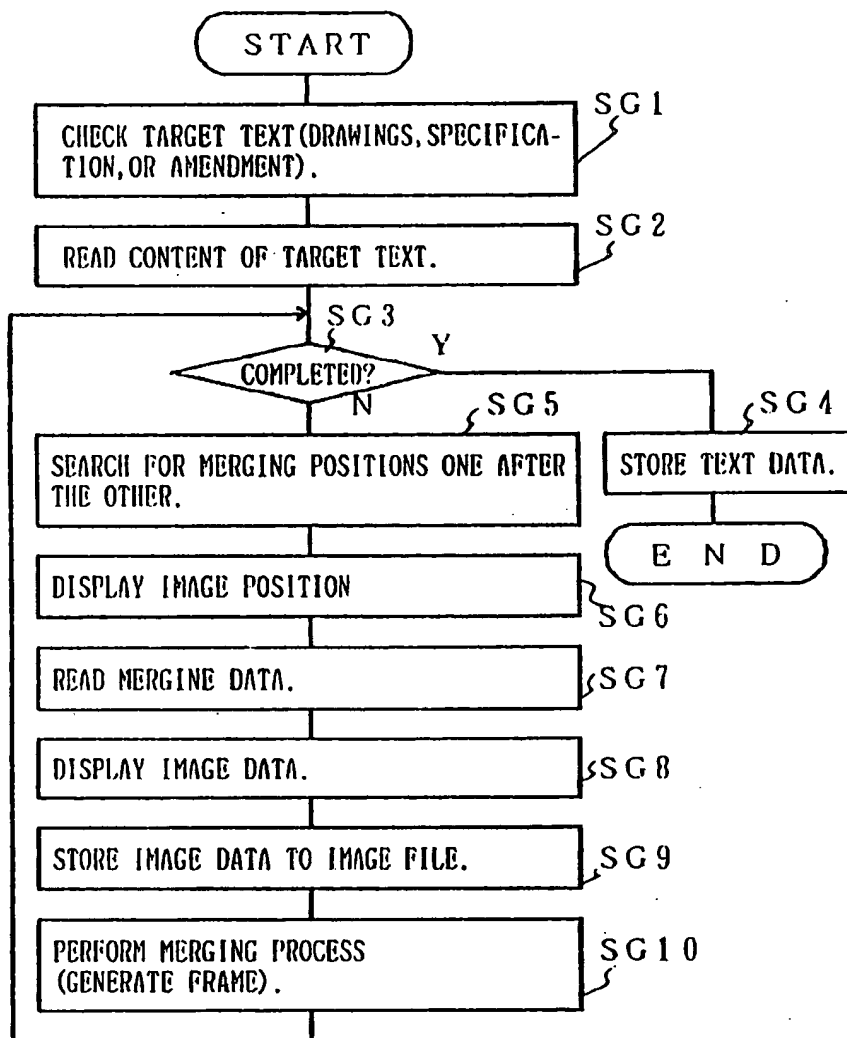 START
SG1
CHECK TARGET TEXT(DRAWINGS, SPECIFICA-
TION, OR AMENDMENT).
SG2
READ CONTENT OF TARGET TEXT.
SG3
Y
COMPLETED?
N
SG5
SG4
SEARCH FOR MERGING POSITIONS ONE AFTER
THE OTHER.
STORE TEXT DATA.
END
DISPLAY IMAGE POSITION
SG6
READ MERGINE DATA.
SG7
DISPLAY IMAGE DATA.
SG8
STORE IMAGE DATA TO IMAGE FILE.
SG9
PERFORM MERGING PROCESS
(GENERATE FRAME).
SG10